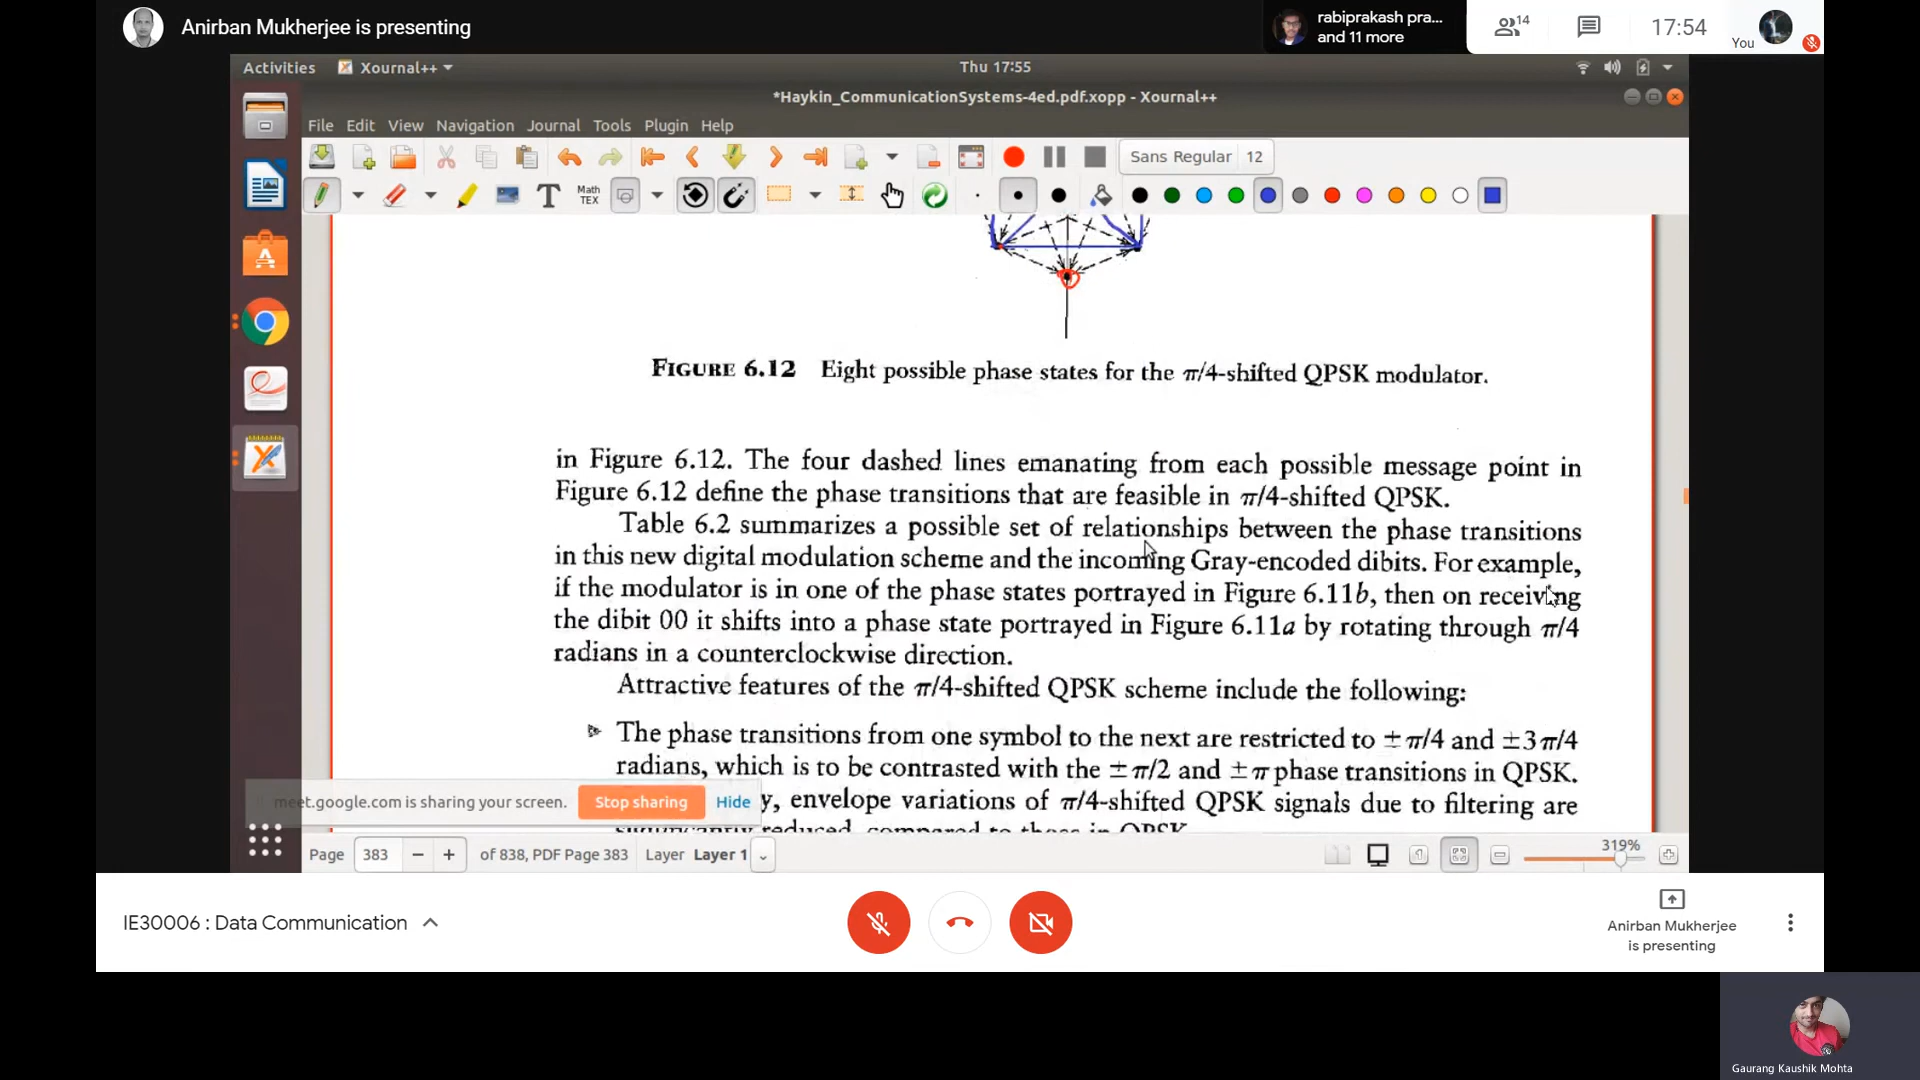 Anirban Mukherjee is presenting
rabiprakash pra...
and 11 more
14
17:54
You
Activities
Xournal++
Thu 17:55
*Haykin_CommunicationSystems-4ed.pdf.xopp - Xournal++
File Edit View Navigation Journal Tools Plugin Help
Sans Regular 12
T
Math
TEX
FIGURE 6.12 Eight possible phase states for the π/4-shifted QPSK modulator.
in Figure 6.12. The four dashed lines emanating from each possible message point in
Figure 6.12 define the phase transitions that are feasible in π/4-shifted QPSK.
Table 6.2 summarizes a possible set of relationships between the phase transitions
in this new digital modulation scheme and the incoming Gray-encoded dibits. For example,
if the modulator is in one of the phase states portrayed in Figure 6.11b, then on receiving
the dibit 00 it shifts into a phase state portrayed in Figure 6.11a by rotating through π/4
radians in a counterclockwise direction.
Attractive features of the π/4-shifted QPSK scheme include the following:
The phase transitions from one symbol to the next are restricted to ±π/4 and ±3π/4
radians, which is to be contrasted with the ±π/2 and ±π phase transitions in QPSK.
y, envelope variations of π/4-shifted QPSK signals due to filtering are
significantly reduced, compared to those in QPSK.
meet.google.com is sharing your screen. Stop sharing Hide
Page 383 − + of 838, PDF Page 383 Layer Layer 1
319%
IE30006 : Data Communication
Anirban Mukherjee
is presenting
Gaurang Kaushik Mohta